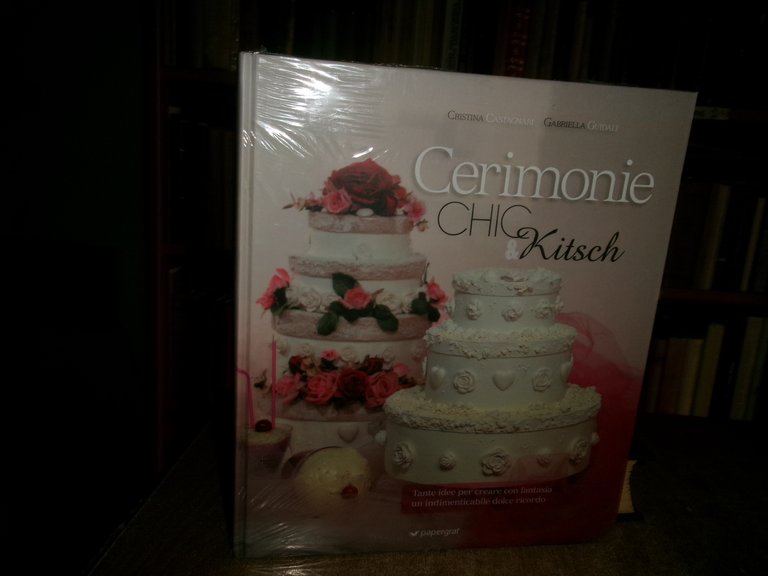 CRISTINA CASTAGNARI GABRIELLA GUIDALI
Cerimonie
CHIC
& Kitsch
Tante idee per creare con fantasia
un indimenticabile dolce ricordo
papergraf